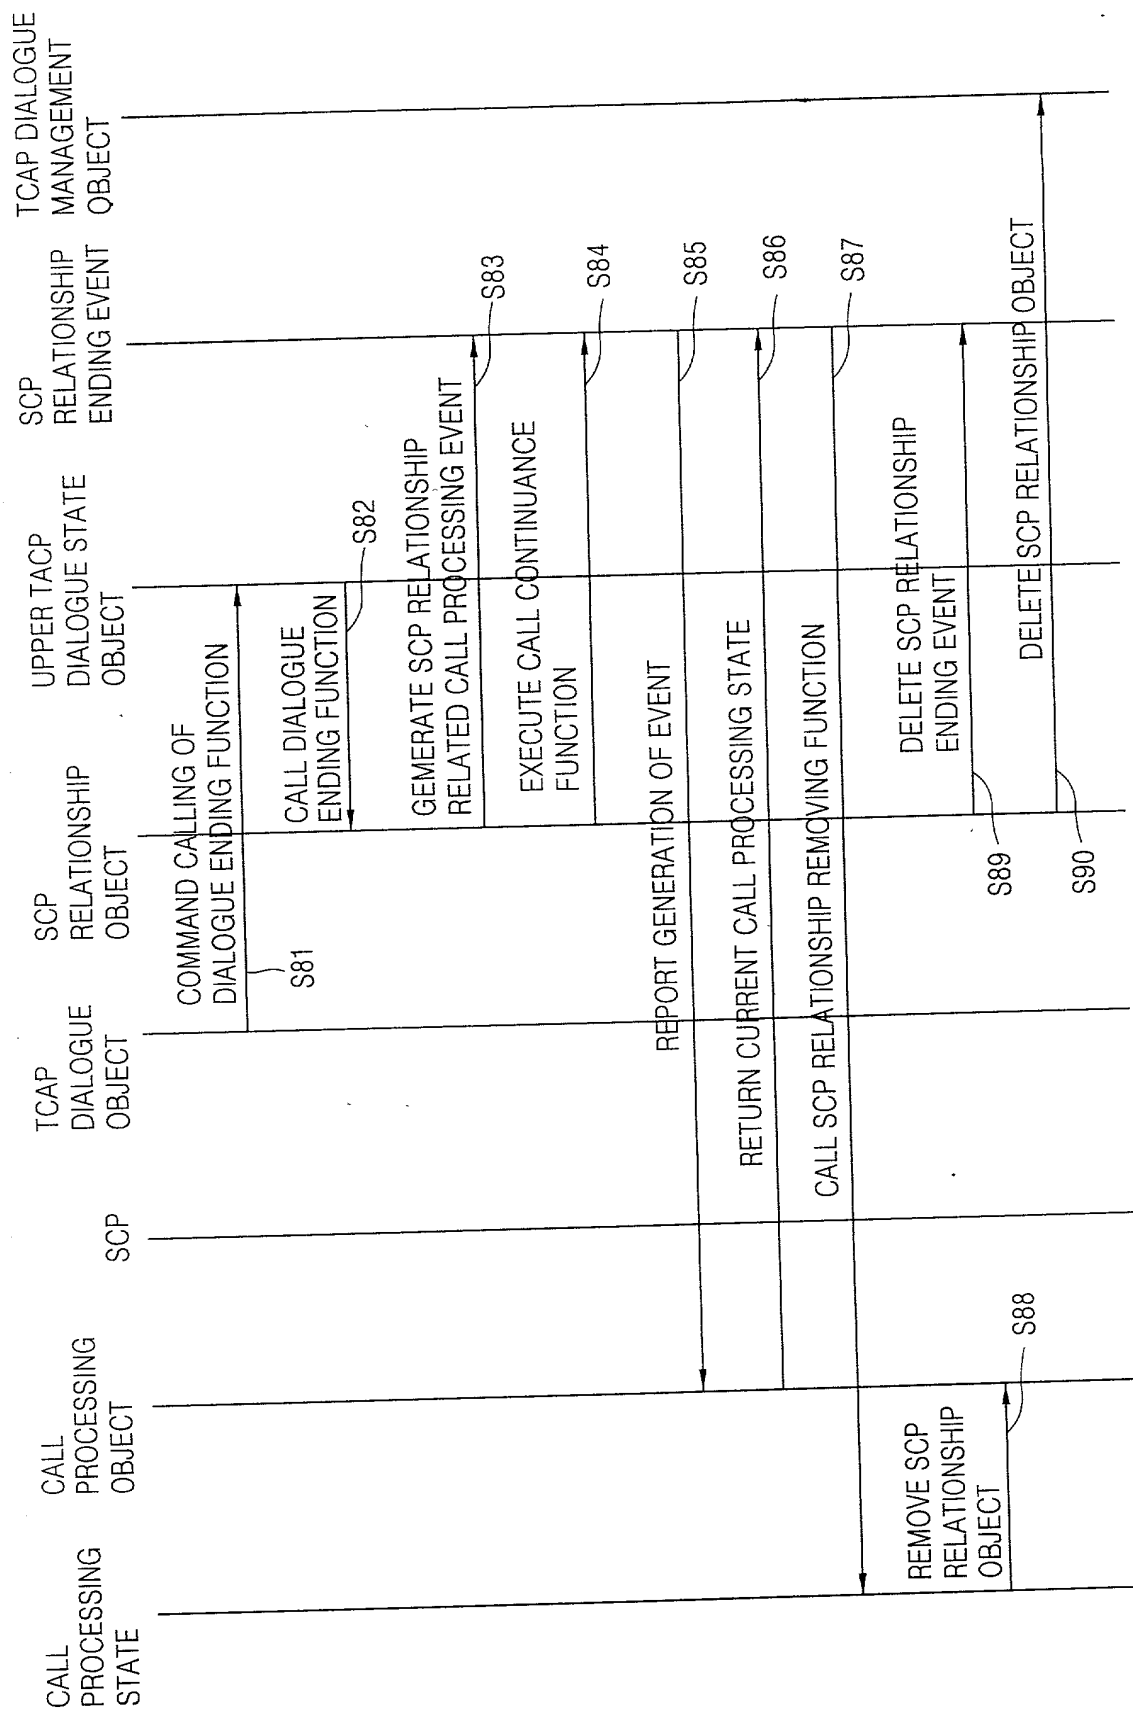 CALL
PROCESSING
STATE
CALL
PROCESSING
OBJECT
SCP
TCAP
DIALOGUE
OBJECT
SCP
RELATIONSHIP
OBJECT
UPPER TACP
DIALOGUE STATE
OBJECT
SCP
RELATIONSHIP
ENDING EVENT
TCAP DIALOGUE
MANAGEMENT
OBJECT
COMMAND CALLING OF
DIALOGUE ENDING FUNCTION
S81
CALL DIALOGUE
ENDING FUNCTION
S82
GEMERATE SCP RELATIONSHIP
RELATED CALL PROCESSING EVENT
S83
EXECUTE CALL CONTINUANCE
FUNCTION
S84
REPORT GENERATION OF EVENT
S85
RETURN CURRENT CALL PROCESSING STATE
S86
CALL SCP RELATIONSHIP REMOVING FUNCTION
S87
REMOVE SCP
RELATIONSHIP
OBJECT
S88
DELETE SCP RELATIONSHIP
ENDING EVENT
S89
DELETE SCP RELATIONSHIP OBJECT
S90